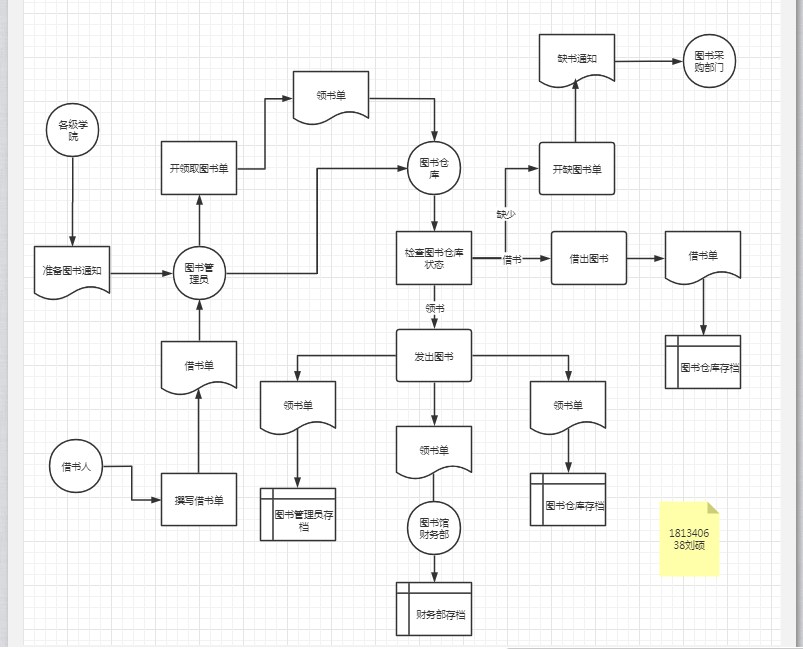 缺书通知
图书采
购部门
领书单
各级学
院
开领取图书单
图书仓
库
开缺图书单
缺少
准备图书通知
图书管
理员
检查图书仓库
状态
借书
借出图书
借书单
领书
借书单
发出图书
图书仓库存档
领书单
领书单
领书单
借书人
撰写借书单
图书管理员存
档
图书馆
财务部
图书仓库存档
1813406
38刘硕
财务部存档